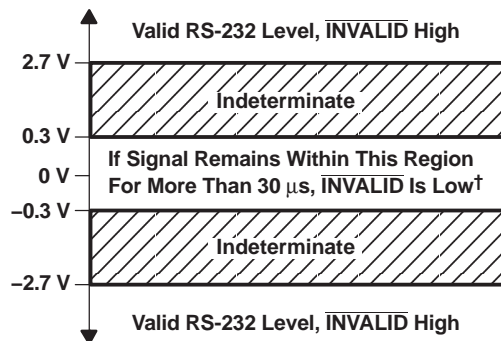 Valid RS-232 Level, INVALID High
2.7 V
Indeterminate
0.3 V
If Signal Remains Within This Region
0 V
For More Than 30 μs, INVALID Is Low†
−0.3 V
Indeterminate
−2.7 V
Valid RS-232 Level, INVALID High